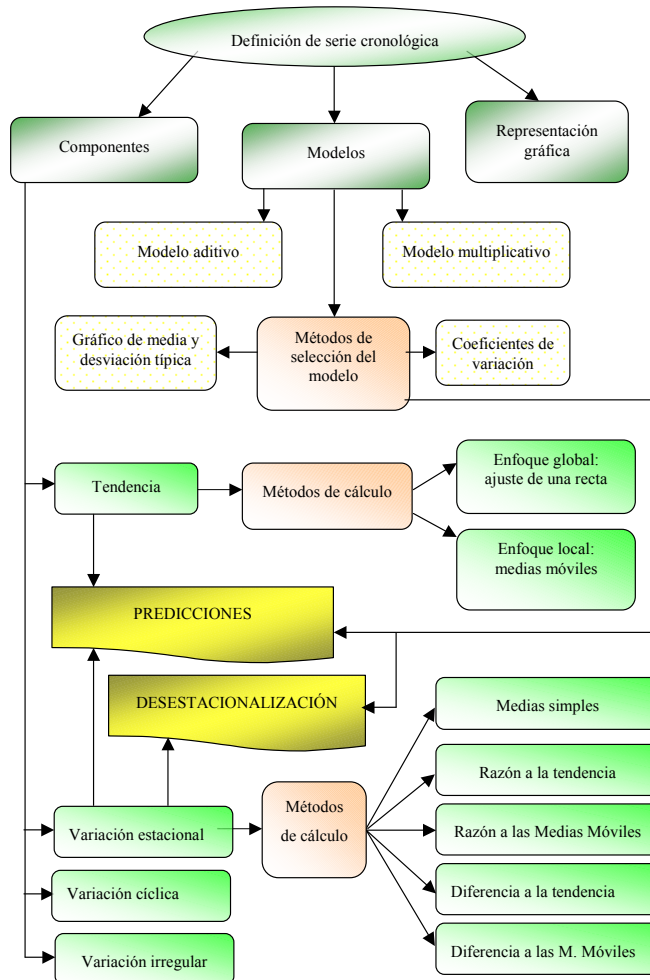 Definición de serie cronológica
Componentes
Modelos
Representación
gráfica
Modelo aditivo
Modelo multiplicativo
Gráfico de media y
desviación típica
Métodos de
selección del
modelo
Coeficientes de
variación
Tendencia
Métodos de cálculo
Enfoque global:
ajuste de una recta
Enfoque local:
medias móviles
PREDICCIONES
DESESTACIONALIZACIÓN
Medias simples
Razón a la tendencia
Variación estacional
Métodos
de cálculo
Razón a las Medias Móviles
Variación cíclica
Diferencia a la tendencia
Variación irregular
Diferencia a las M. Móviles